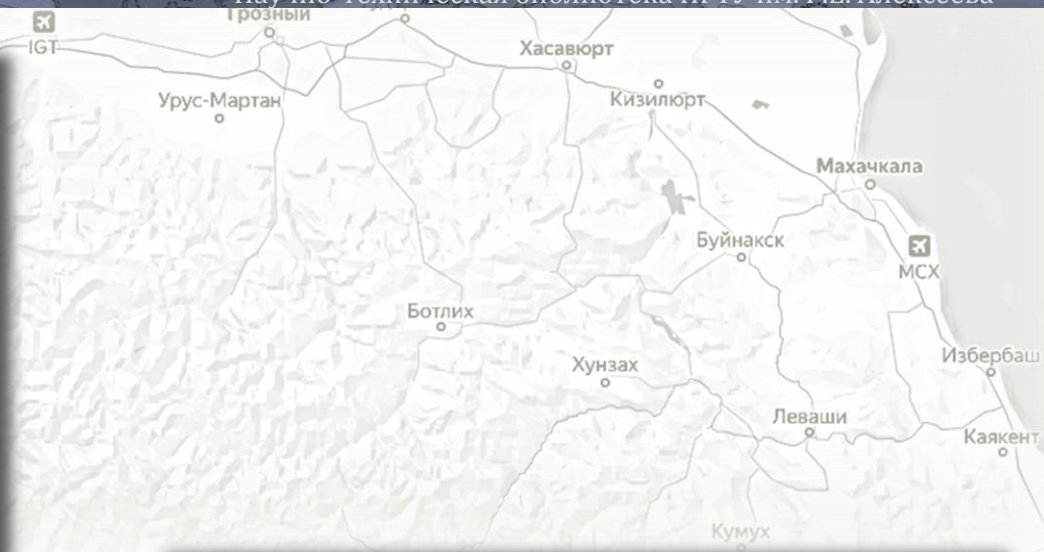 Грозный
IGT
Хасавюрт
Урус-Мартан
Кизилюрт
Махачкала
Буйнакск
MCX
Ботлих
Избербаш
Хунзах
Леваши
Каякент
Кумух